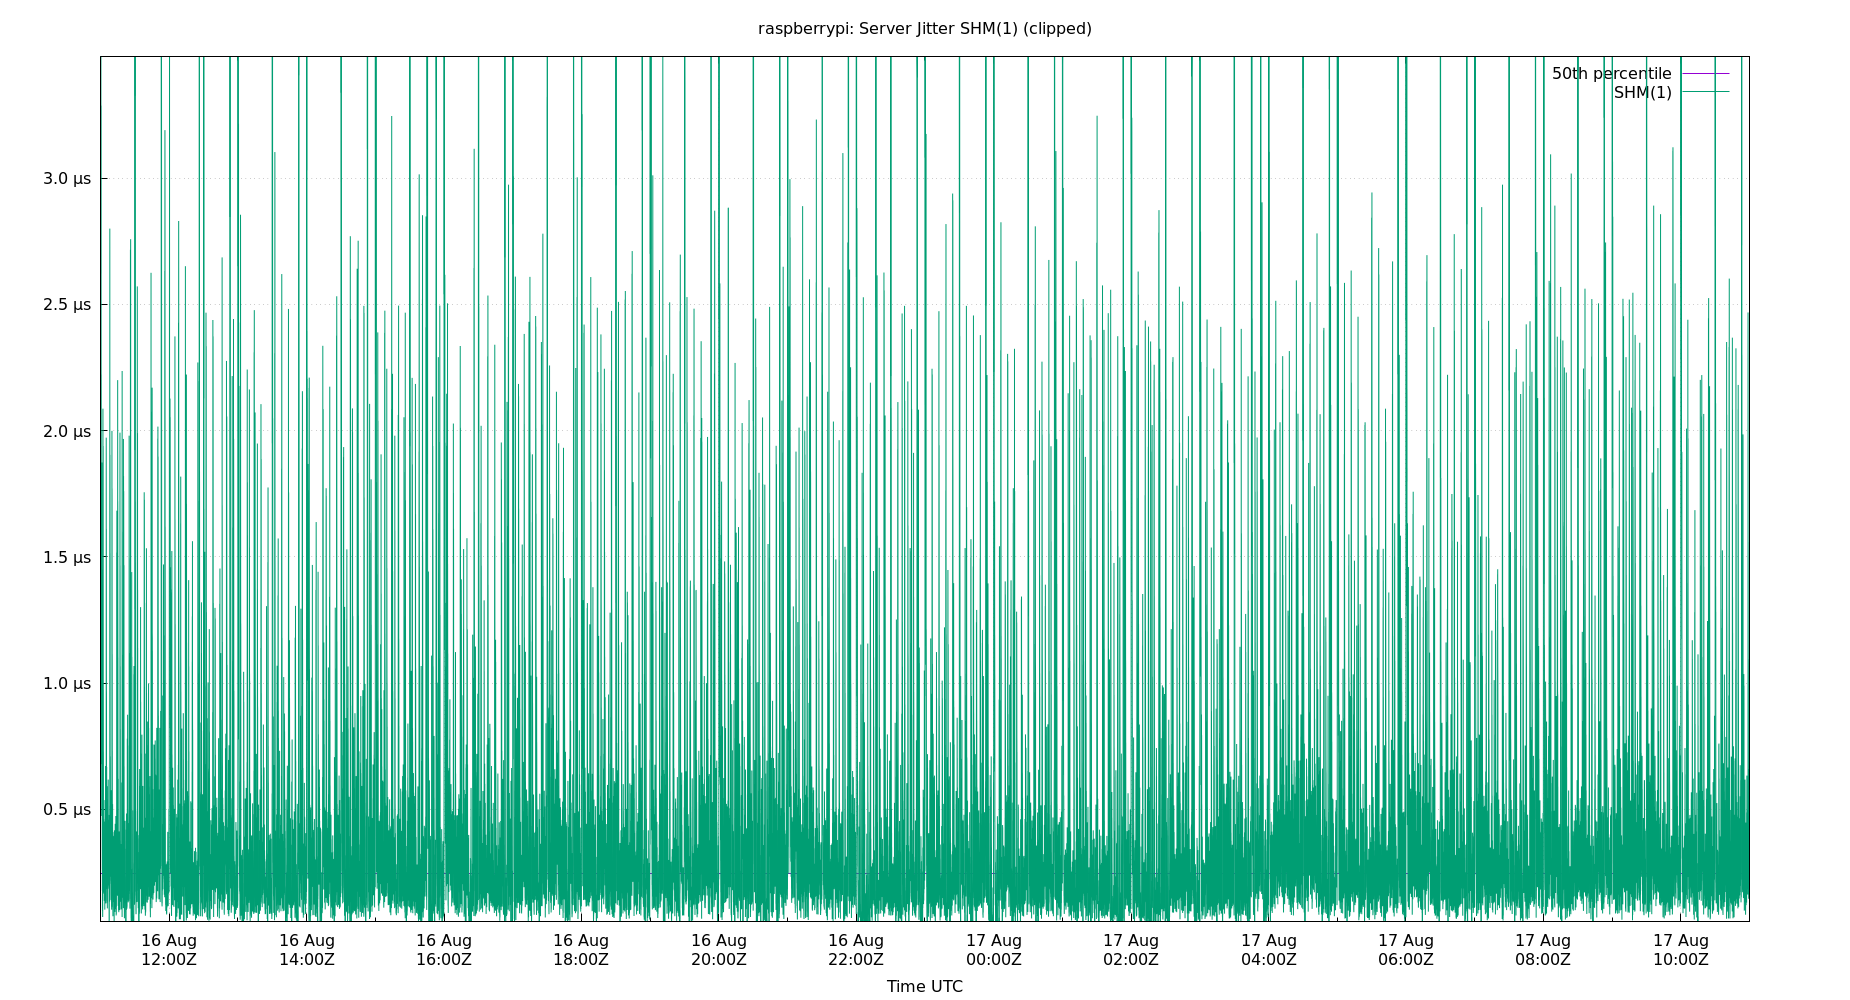 raspberrypi: Server Jitter SHM(1) (clipped)
50th percentile
SHM(1)
3.0 μs
2.5 μs
2.0 μs
1.5 μs
1.0 μs
0.5 μs
16 Aug 16 Aug 16 Aug 16 Aug 16 Aug 16 Aug 17 Aug 17 Aug 17 Aug 17 Aug 17 Aug 17 Aug
12:00Z 14:00Z 16:00Z 18:00Z 20:00Z 22:00Z 00:00Z 02:00Z 04:00Z 06:00Z 08:00Z 10:00Z
Time UTC